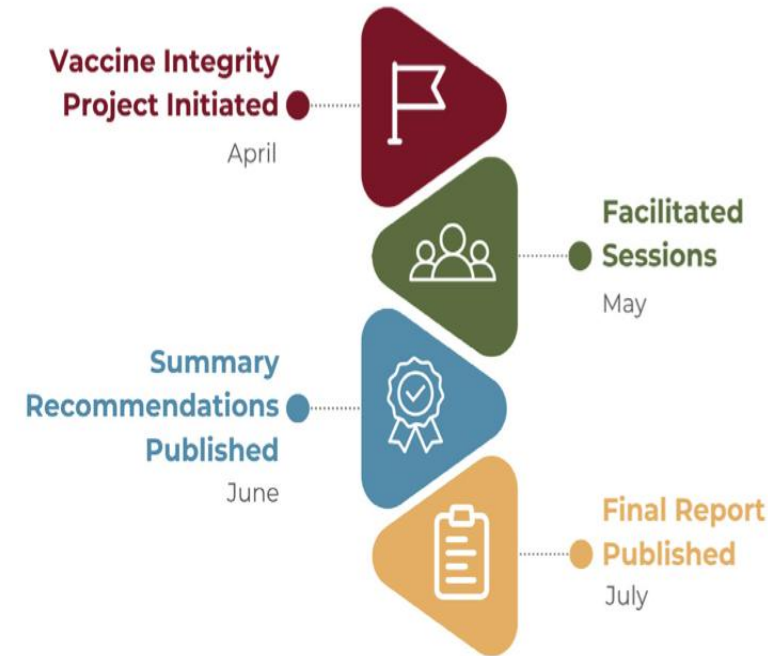 Vaccine Integrity
Project Initiated
April
Facilitated
Sessions
May
Summary
Recommendations
Published
June
Final Report
Published
July